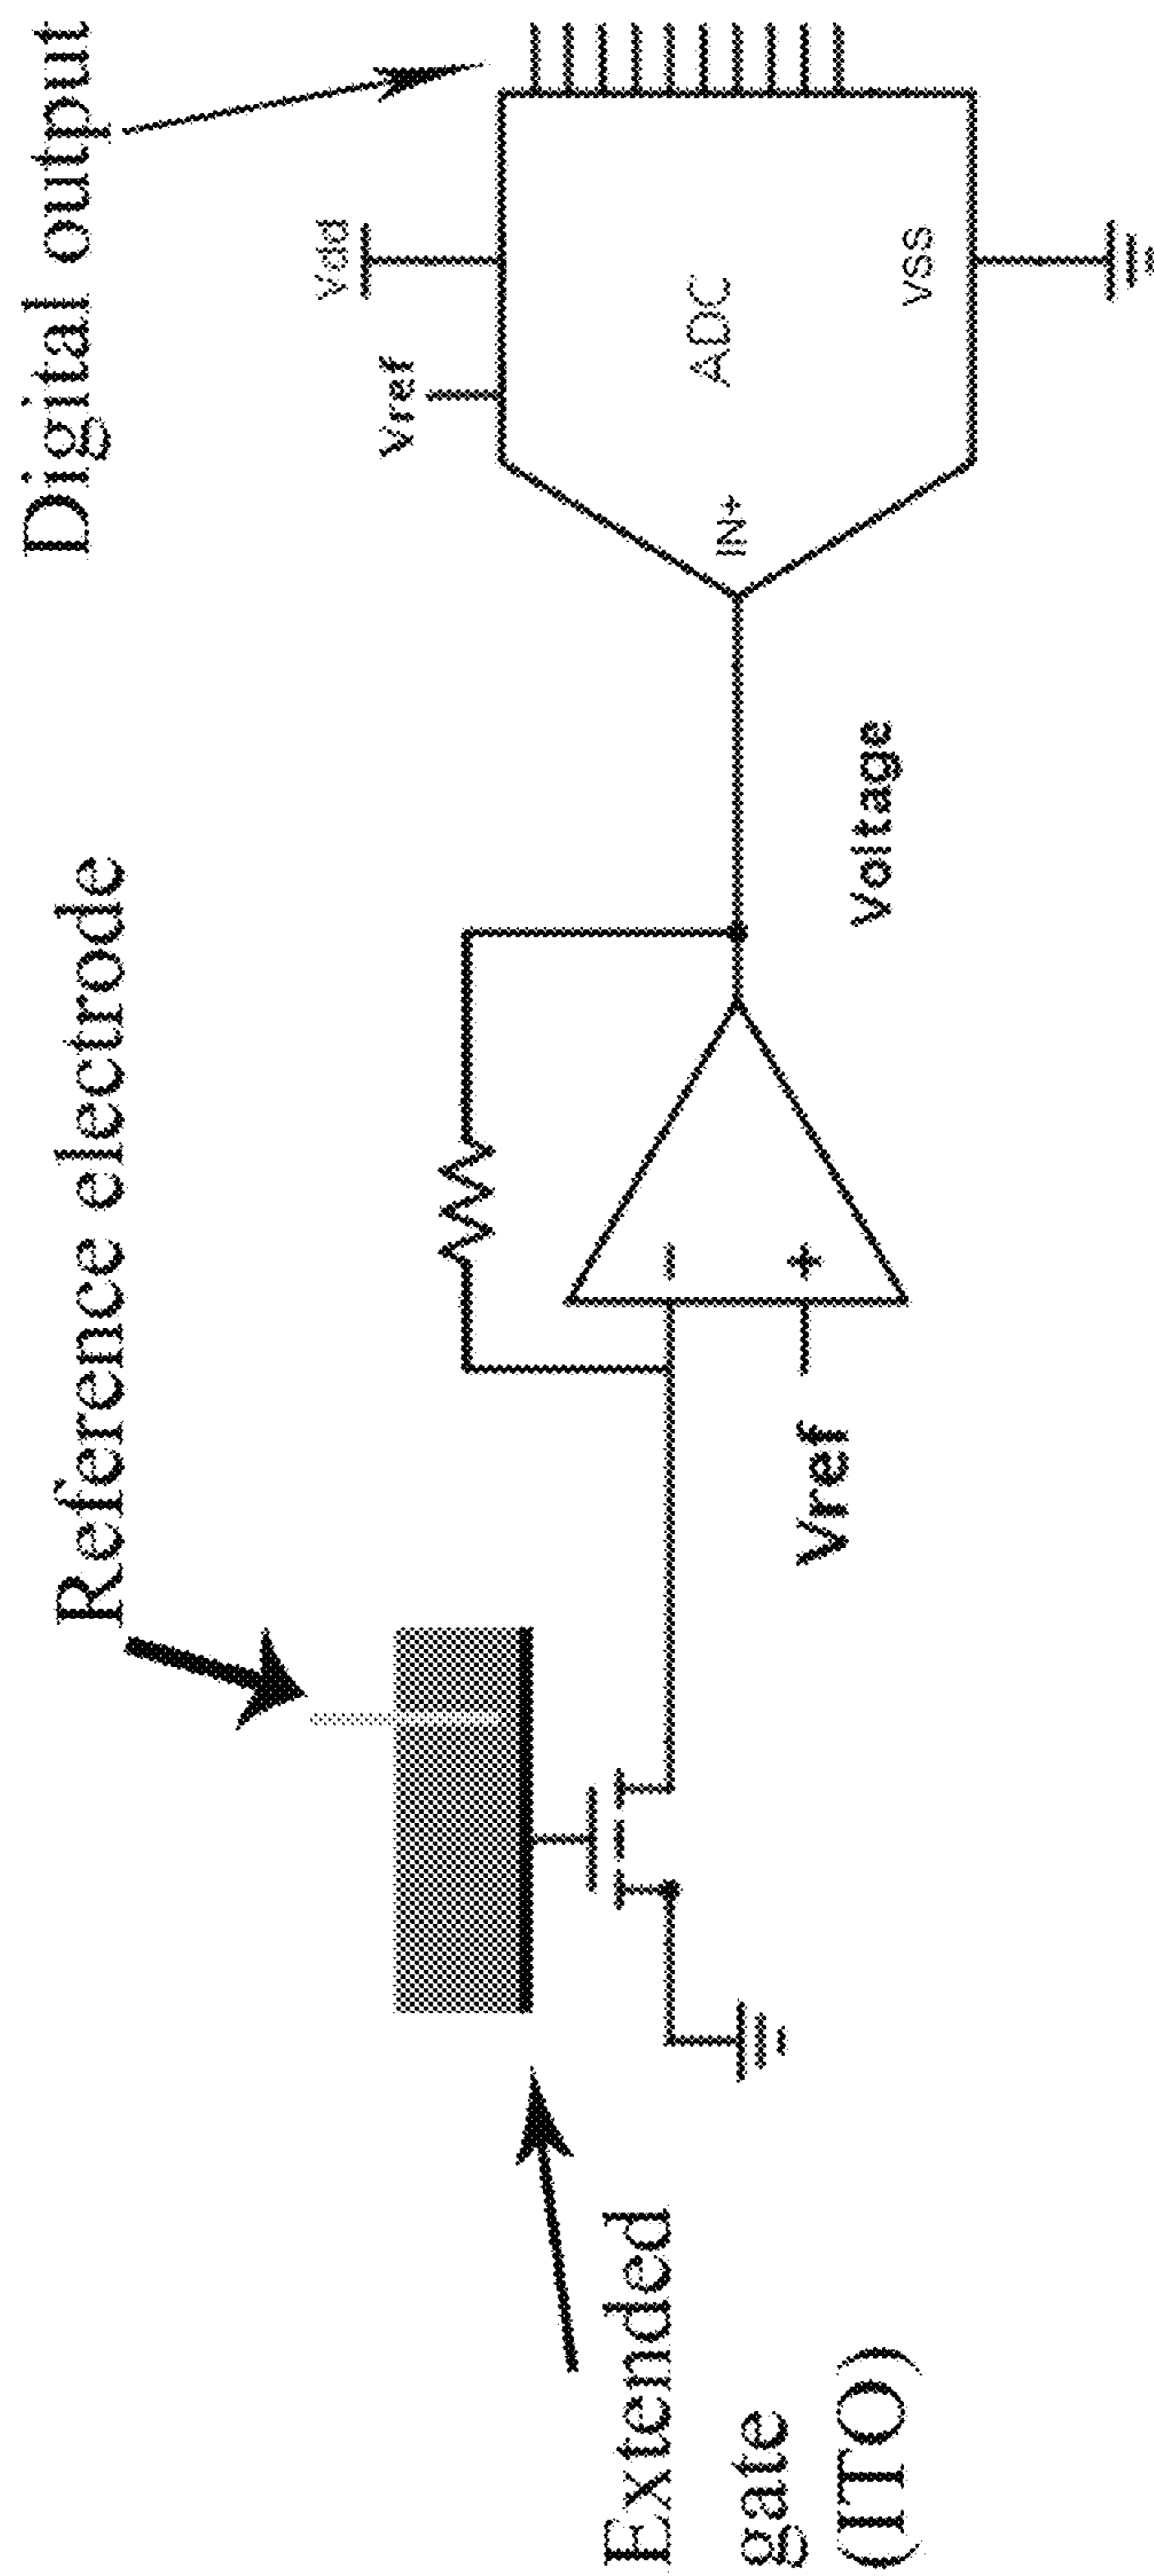 Digital output
Reference electrode
Vdd
Vref
ADC
IN+
VSS
Voltage
Vref
Extended
gate
(ITO)